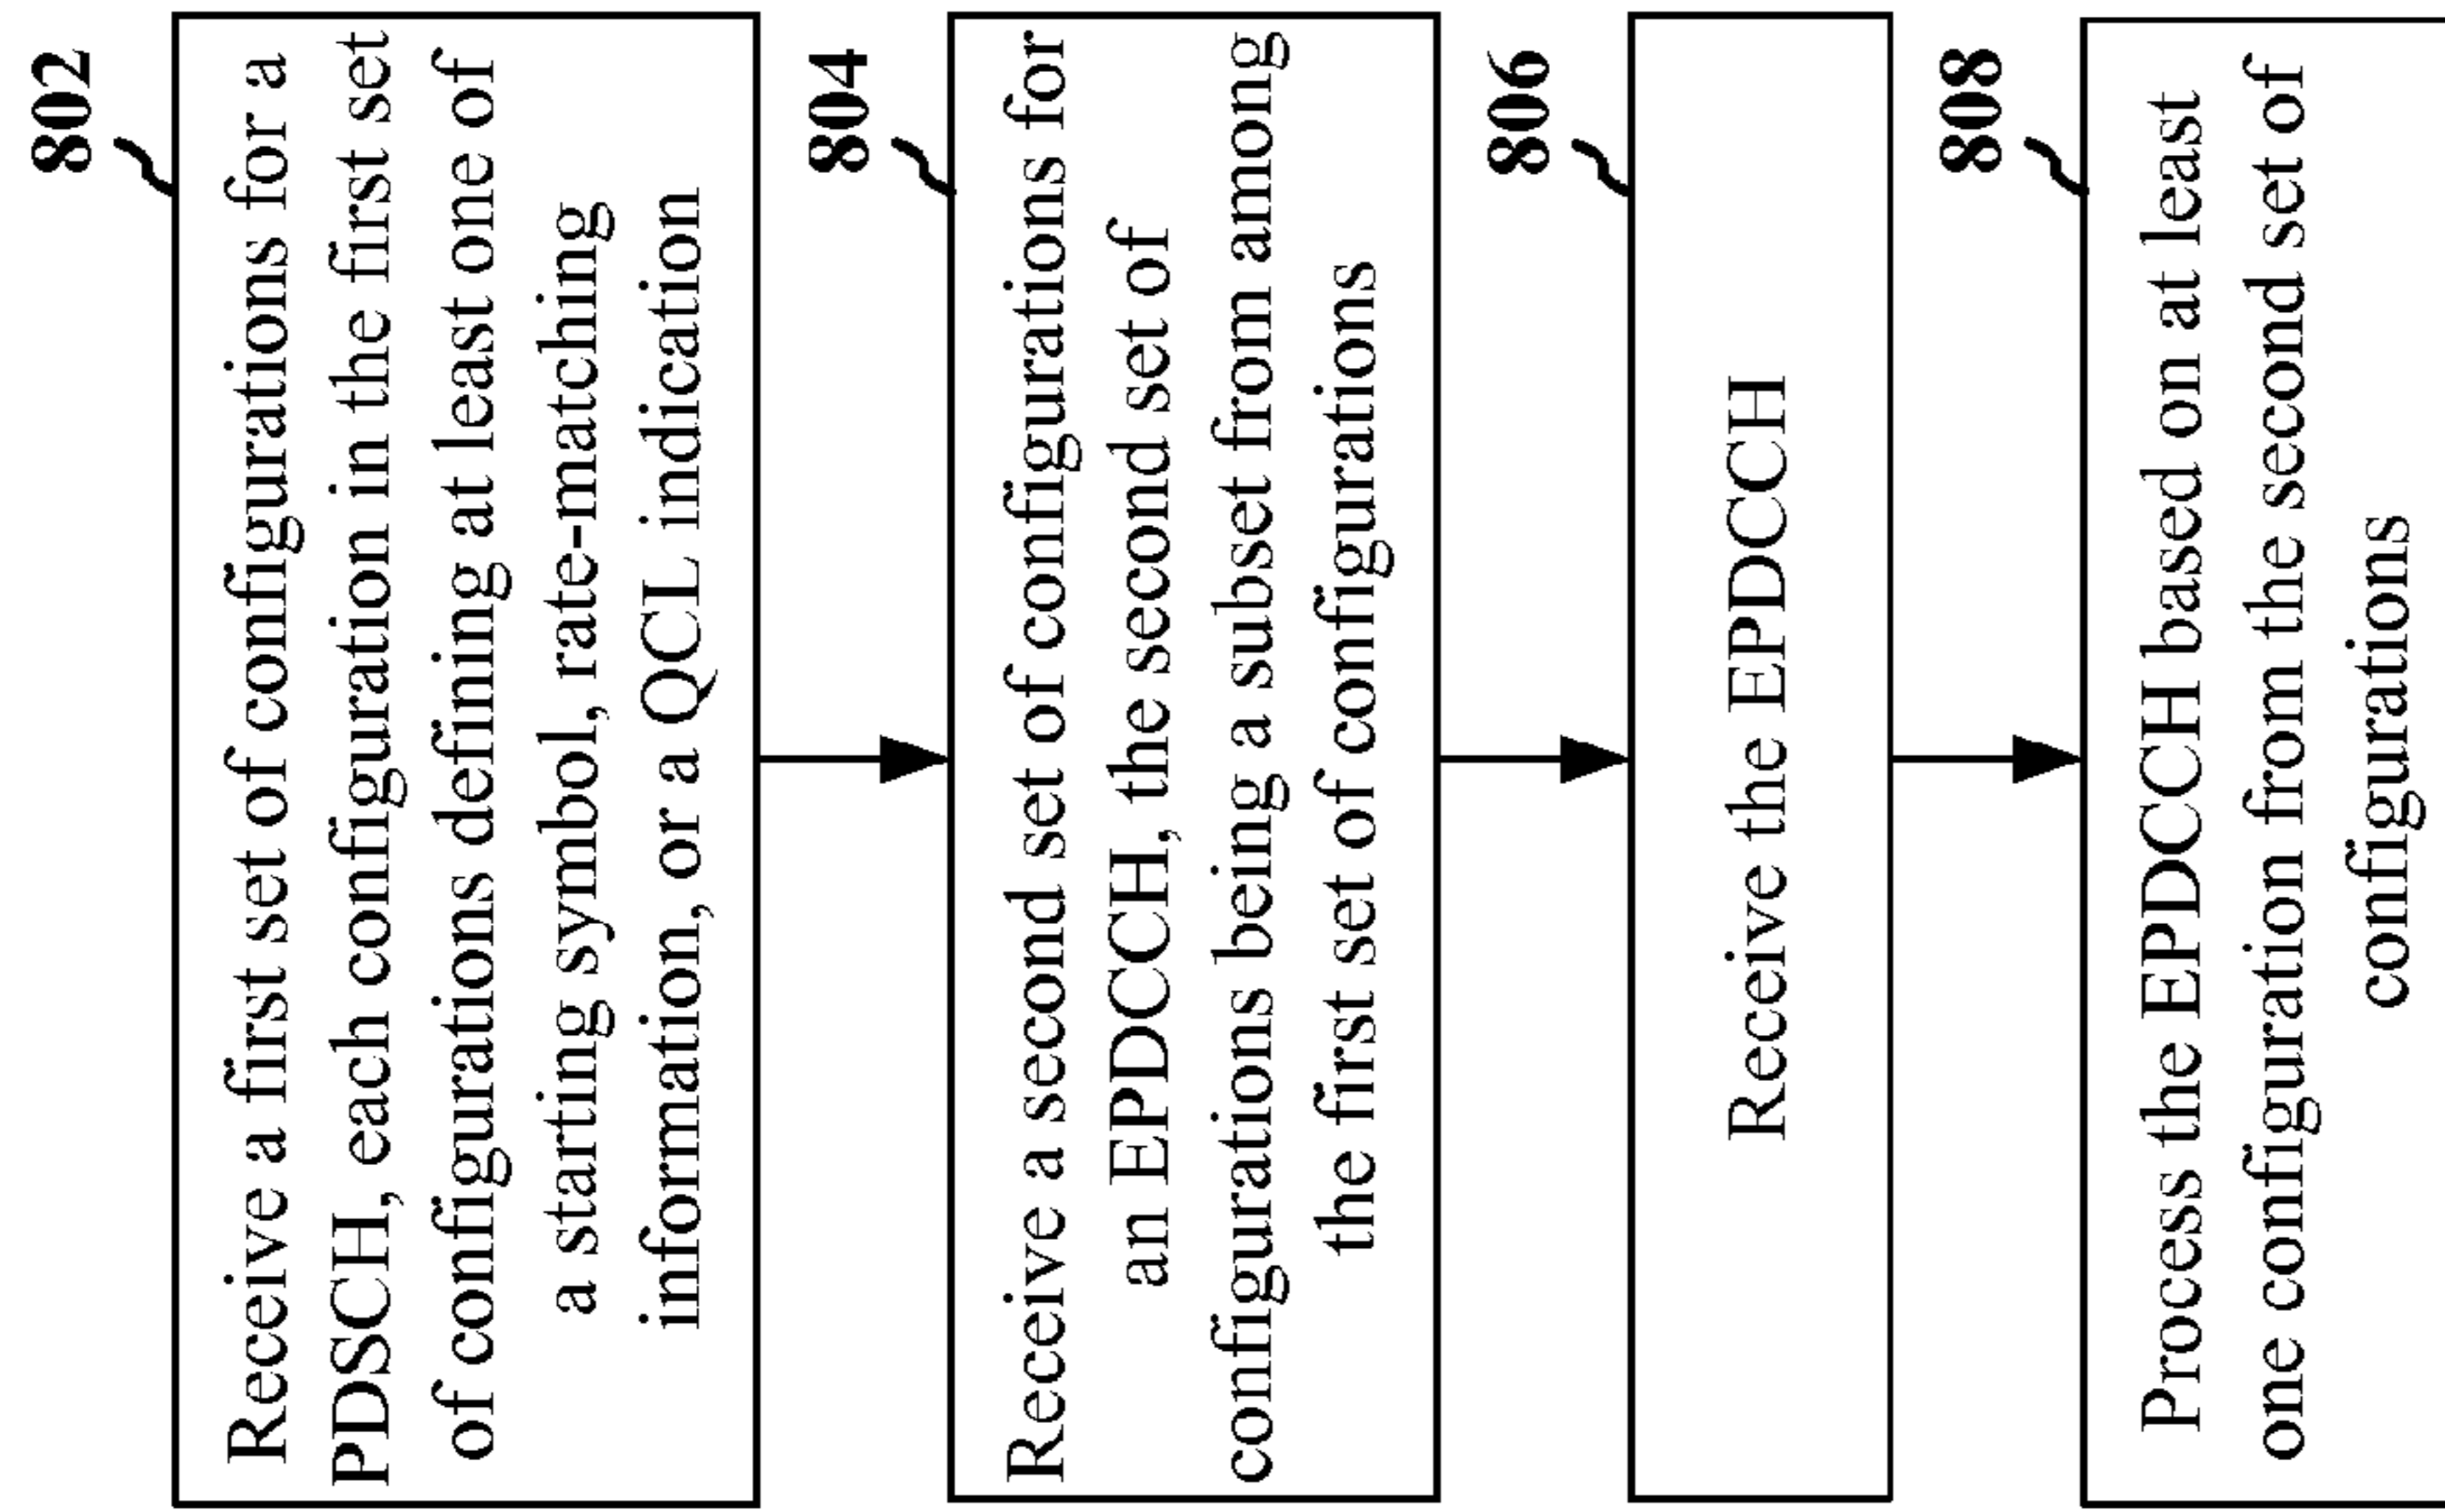 802
Receive a first set of configurations for a
PDSCH, each configuration in the first set
of configurations defining at least one of
a starting symbol, rate-matching
information, or a QCL indication
804
Receive a second set of configurations for
an EPDCCH, the second set of
configurations being a subset from among
the first set of configurations
806
Receive the EPDCCH
808
Process the EPDCCH based on at least
one configuration from the second set of
configurations